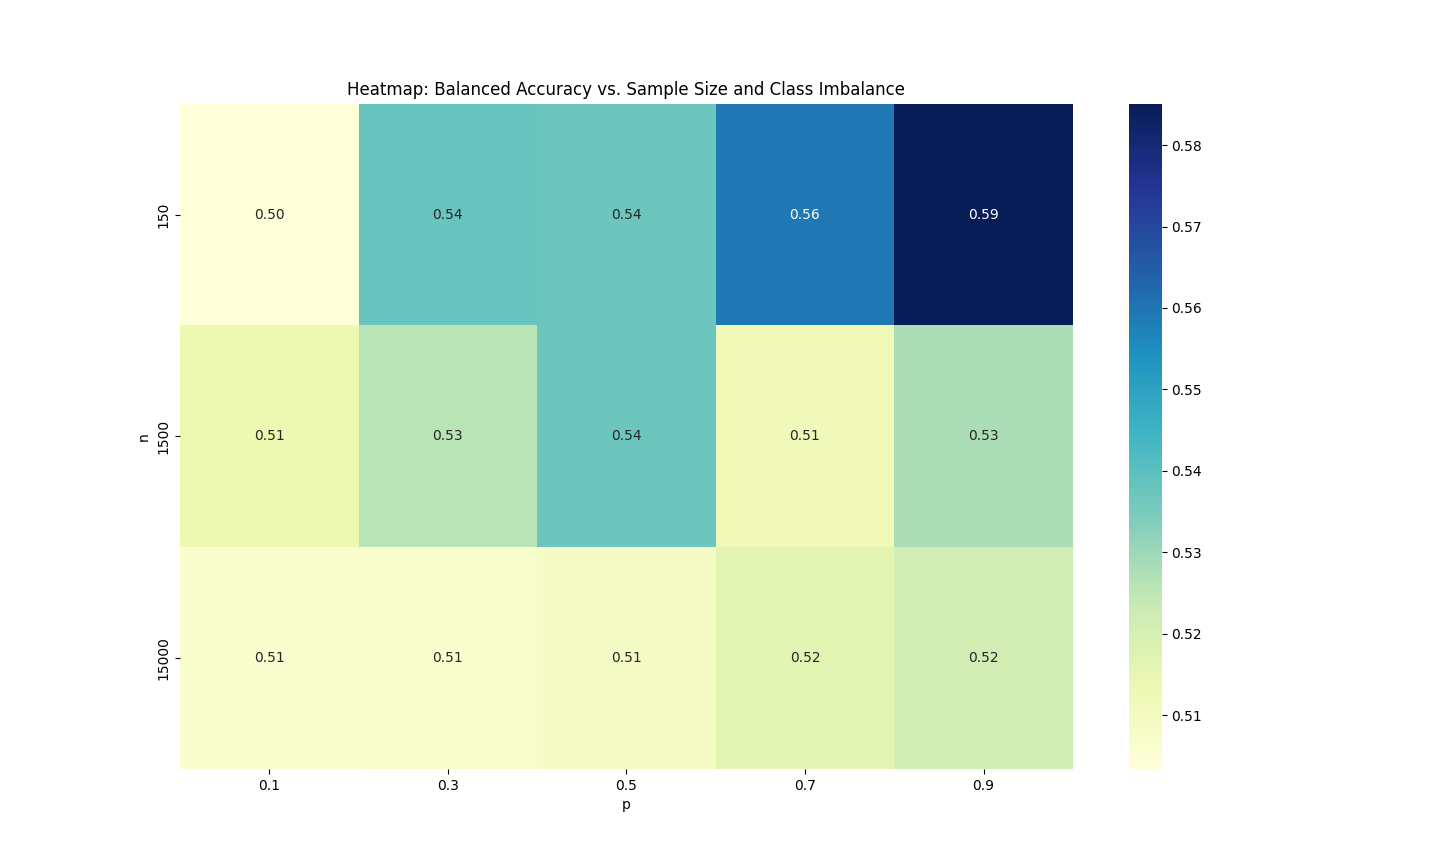 Heatmap: Balanced Accuracy vs. Sample Size and Class Imbalance
150
0.50 0.54 0.54 0.56 0.59
n
1500
0.51 0.53 0.54 0.51 0.53
15000
0.51 0.51 0.51 0.52 0.52
0.1 0.3 0.5 0.7 0.9
p
0.58
0.57
0.56
0.55
0.54
0.53
0.52
0.51